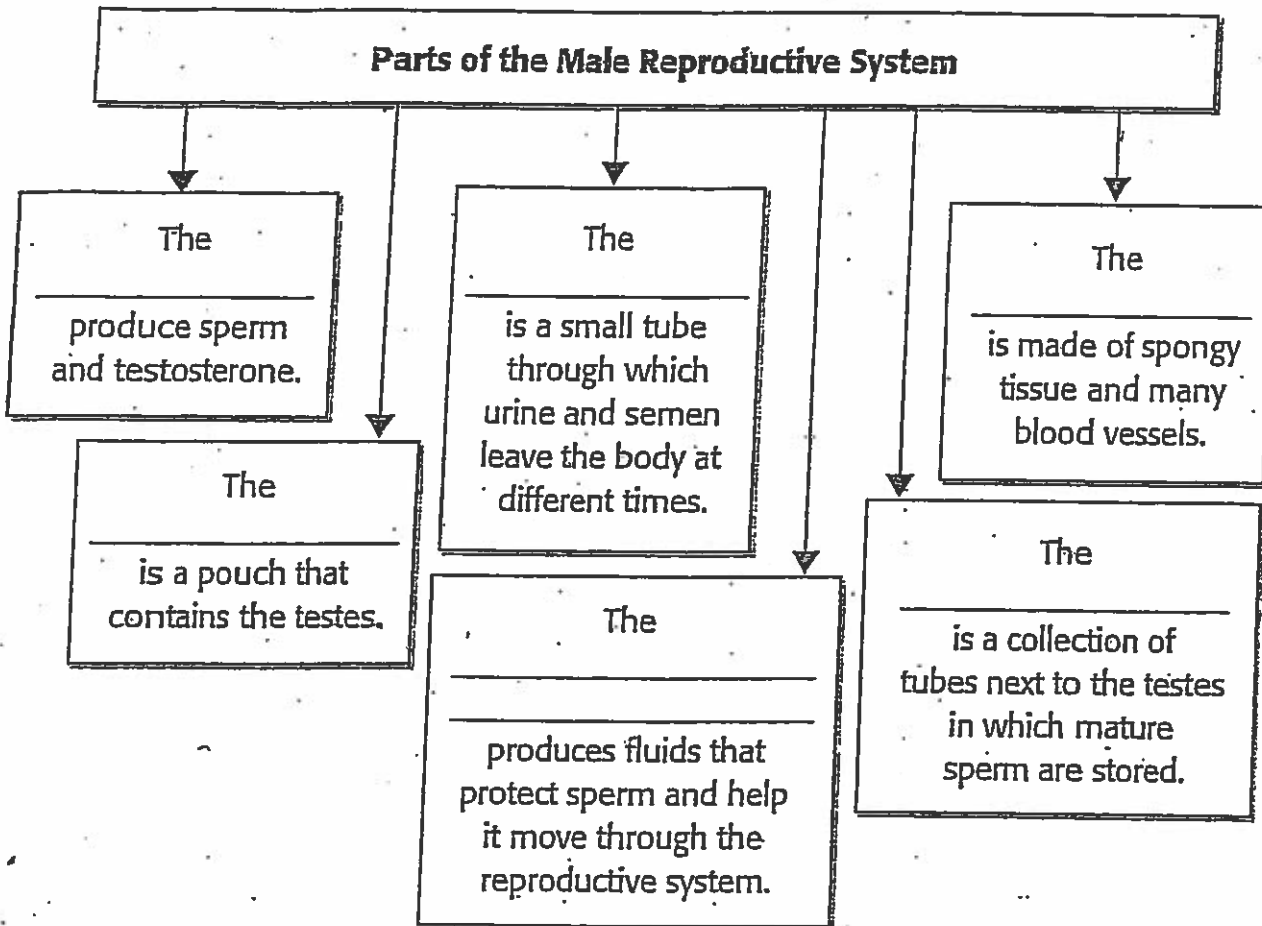 Parts of the Male Reproductive System
The
produce sperm
and testosterone.
The
is a pouch that
contains the testes.
The
is a small tube
through which
urine and semen
leave the body at
different times.
The
produces fluids that
protect sperm and help
it move through the
reproductive system.
The
is made of spongy
tissue and many
blood vessels.
The
is a collection of
tubes next to the testes
in which mature
sperm are stored.